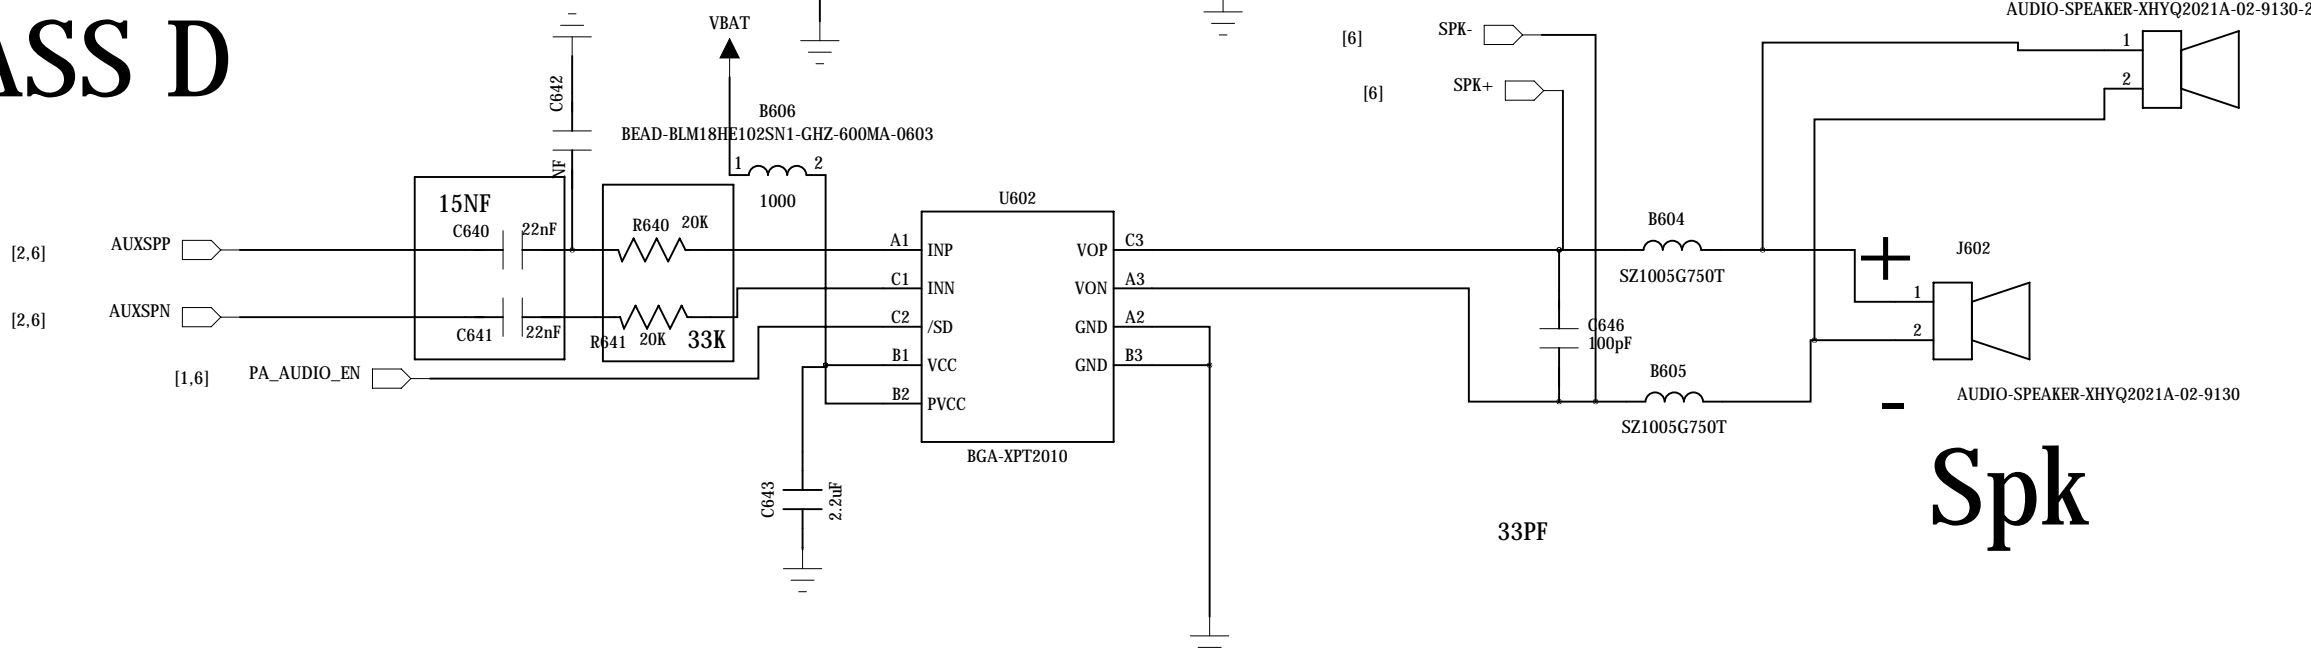 AUDIO-SPEAKER-XHYQ2021A-02-9130-2
ASS D
VBAT
[6] SPK-
1
2
[6] SPK+
C642
NF
B606
BEAD-BLM18HE102SN1-GHZ-600MA-0603
1 2
1000
15NF
C640 22nF
R640 20K
U602
B604
[2,6] AUXSPP
A1 INP
VOP C3
SZ1005G750T
J602
+
C1 INN
VON A3
1
[2,6] AUXSPN
C641 22nF
R641 20K 33K
C2 /SD
GND A2
C646
100pF
2
B1 VCC
GND B3
B605
[1,6] PA_AUDIO_EN
B2 PVCC
-
AUDIO-SPEAKER-XHYQ2021A-02-9130
SZ1005G750T
BGA-XPT2010
C643
2.2uF
Spk
33PF